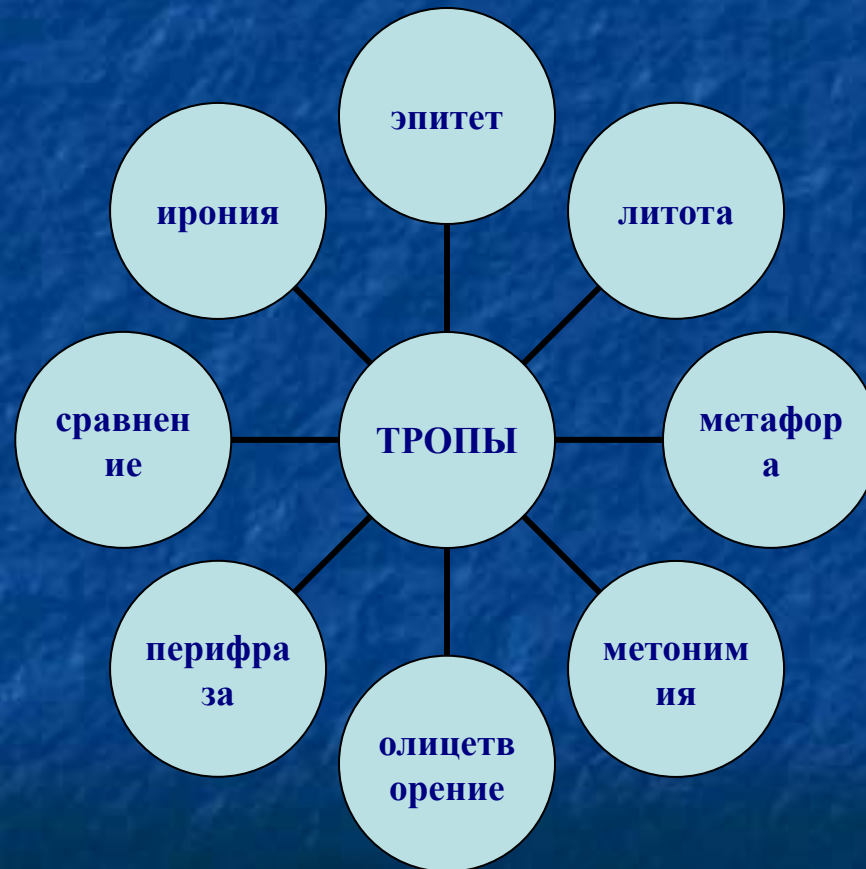 эпитет
ирония
литота
сравнен
ие
ТРОПЫ
метафор
а
перифра
за
метоним
ия
олицетв
орение